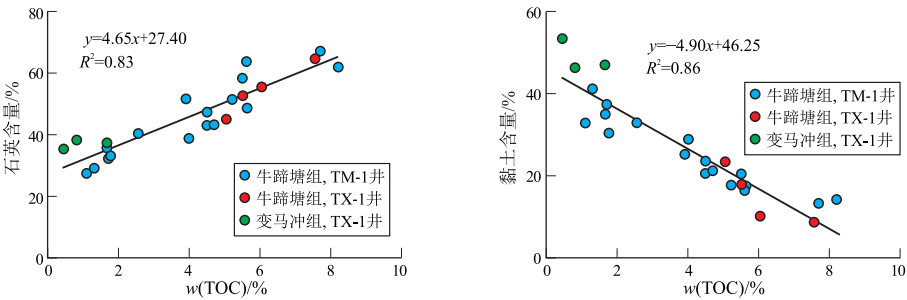 80
60
40
20
0
石英含量/%
y=4.65x+27.40
R²=0.83
牛蹄塘组, TM-1井
牛蹄塘组, TX-1井
变马冲组, TX-1井
0 2 4 6 8 10
w(TOC)/%
60
40
20
0
黏土含量/%
y=−4.90x+46.25
R²=0.86
牛蹄塘组, TM-1井
牛蹄塘组, TX-1井
变马冲组, TX-1井
0 2 4 6 8 10
w(TOC)/%